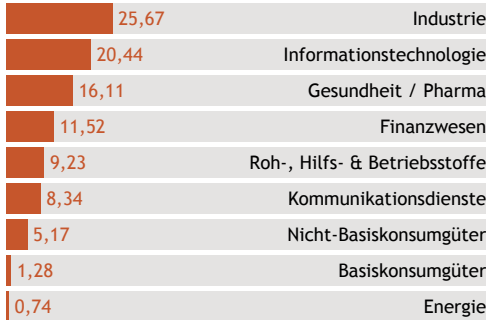 25,67 Industrie
20,44 Informationstechnologie
16,11 Gesundheit / Pharma
11,52 Finanzwesen
9,23 Roh-, Hilfs- & Betriebsstoffe
8,34 Kommunikationsdienste
5,17 Nicht-Basiskonsumgüter
1,28 Basiskonsumgüter
0,74 Energie